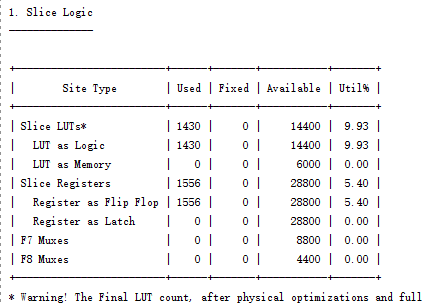 1. Slice Logic
--------------
+----------------------------+------+-------+-----------+-------+
| Site Type | Used | Fixed | Available | Util% |
+----------------------------+------+-------+-----------+-------+
| Slice LUTs* | 1430 | 0 | 14400 | 9.93 |
| LUT as Logic | 1430 | 0 | 14400 | 9.93 |
| LUT as Memory | 0 | 0 | 6000 | 0.00 |
| Slice Registers | 1556 | 0 | 28800 | 5.40 |
| Register as Flip Flop | 1556 | 0 | 28800 | 5.40 |
| Register as Latch | 0 | 0 | 28800 | 0.00 |
| F7 Muxes | 0 | 0 | 8800 | 0.00 |
| F8 Muxes | 0 | 0 | 4400 | 0.00 |
+----------------------------+------+-------+-----------+-------+
* Warning! The Final LUT count, after physical optimizations and full